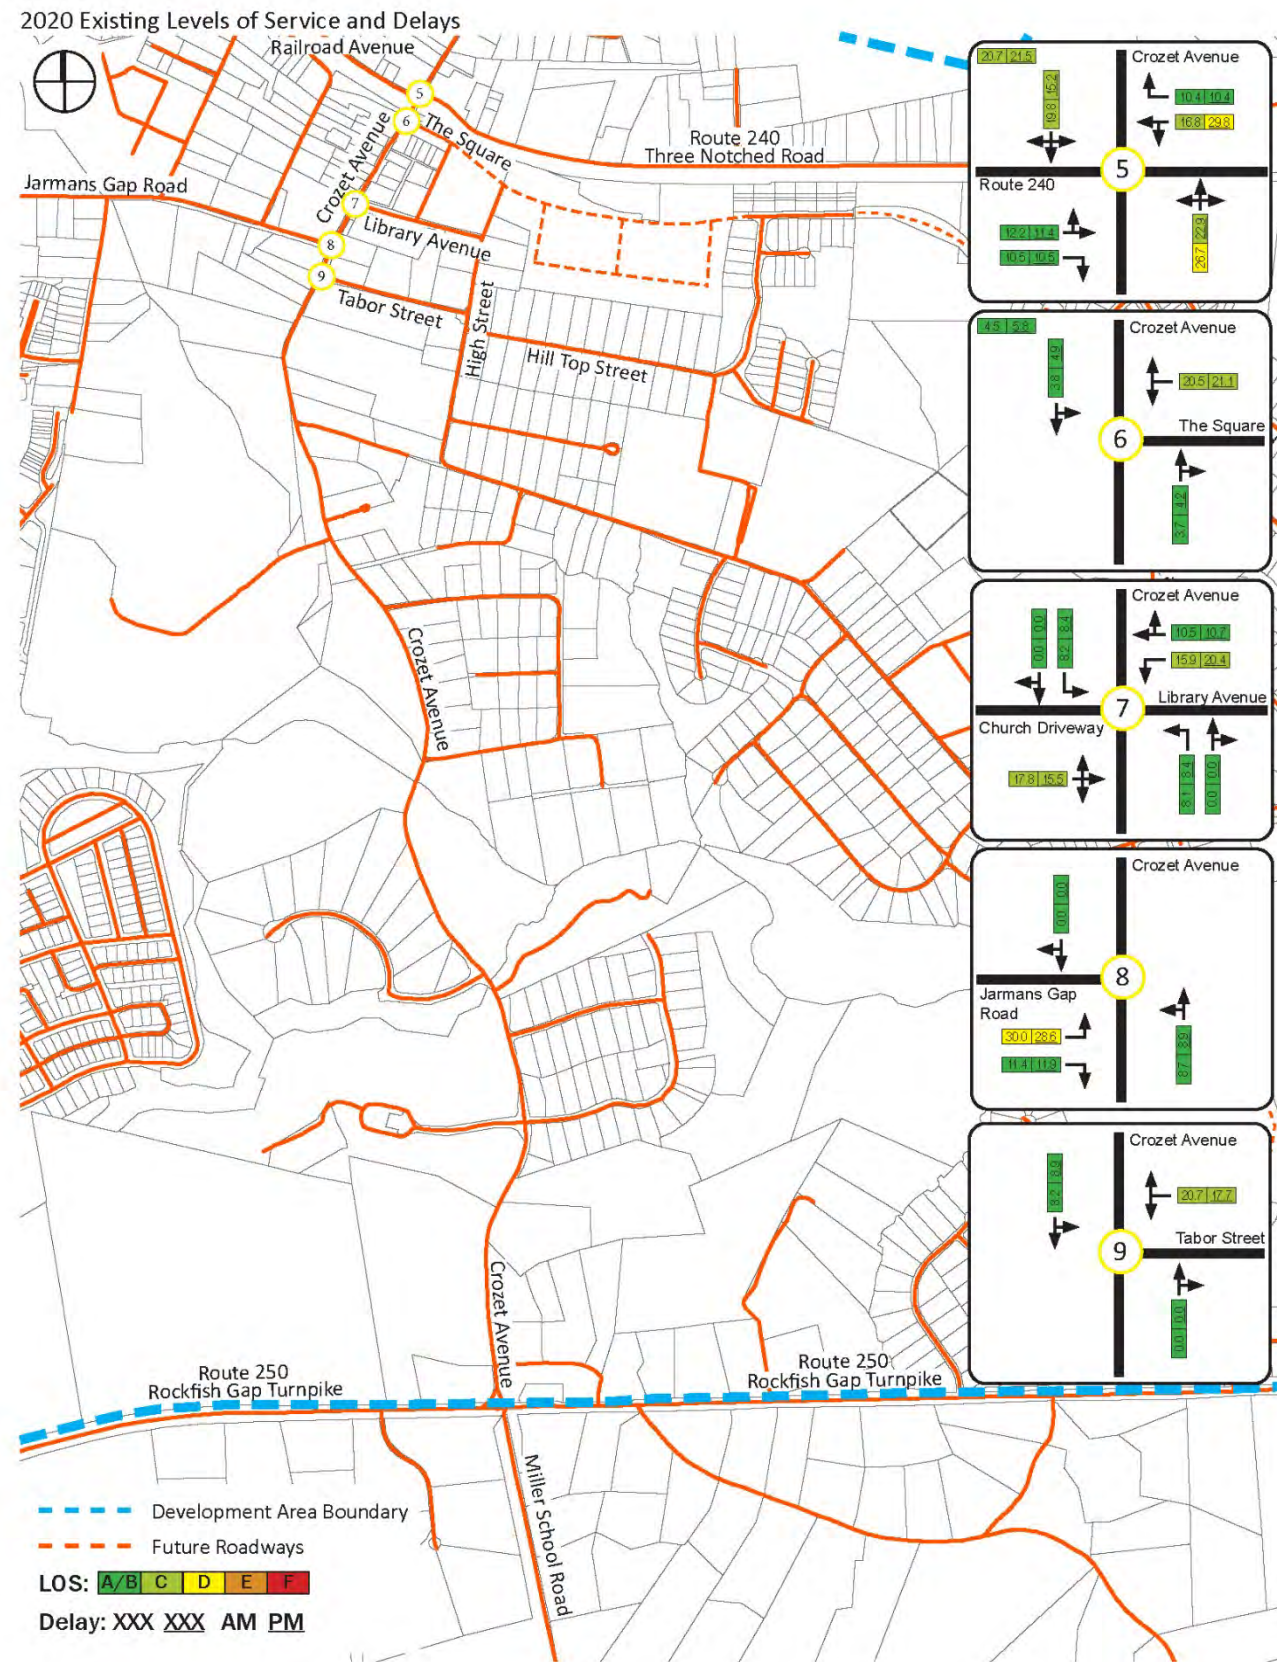 2020 Existing Levels of Service and Delays
Railroad Avenue
5
6
The Square
Crozet Avenue
Route 240
Three Notched Road
Jarmans Gap Road
7
Library Avenue
8
9
Tabor Street
High Street
Hill Top Street
Crozet Avenue
Crozet Avenue
Route 250
Rockfish Gap Turnpike
Route 250
Rockfish Gap Turnpike
Miller School Road
20.7 21.5
Crozet Avenue
19.8 15.2
10.4 10.4
16.8 29.8
5
Route 240
12.2 11.4
10.5 10.5
26.7 22.9
4.5 5.8
Crozet Avenue
3.8 4.9
20.5 21.1
The Square
6
3.7 4.2
Crozet Avenue
0.0 0.0
8.2 8.4
10.5 10.7
15.9 20.4
Library Avenue
7
Church Driveway
17.8 15.5
8.1 8.4
0.0 0.0
Crozet Avenue
0.0 0.0
8
Jarmans Gap
Road
30.0 28.6
11.4 11.9
8.7 8.9
Crozet Avenue
8.2 8.9
20.7 17.7
Tabor Street
9
0.0 0.0
Development Area Boundary
Future Roadways
LOS: A/B C D E F
Delay: XXX XXX AM PM